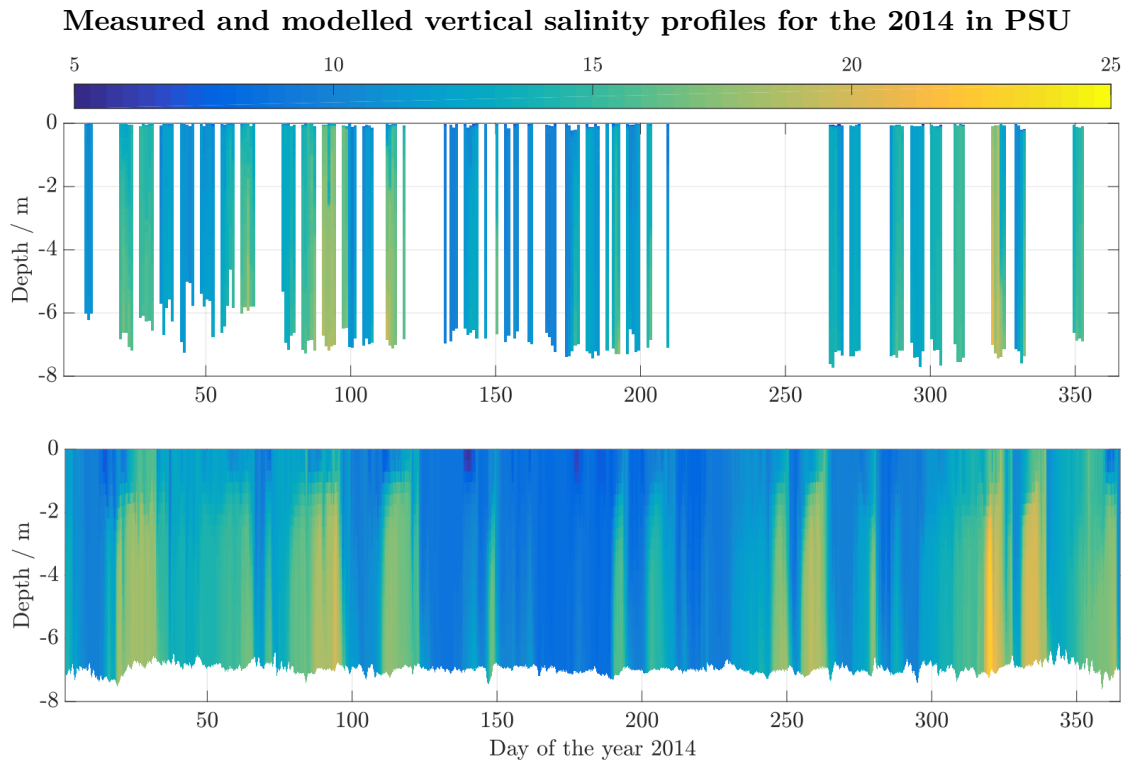 Measured and modelled vertical salinity profiles for the 2014 in PSU
5 10 15 20 25
0
-2
-4
-6
-8
Depth / m
50 100 150 200 250 300 350
0
-2
-4
-6
-8
Depth / m
50 100 150 200 250 300 350
Day of the year 2014